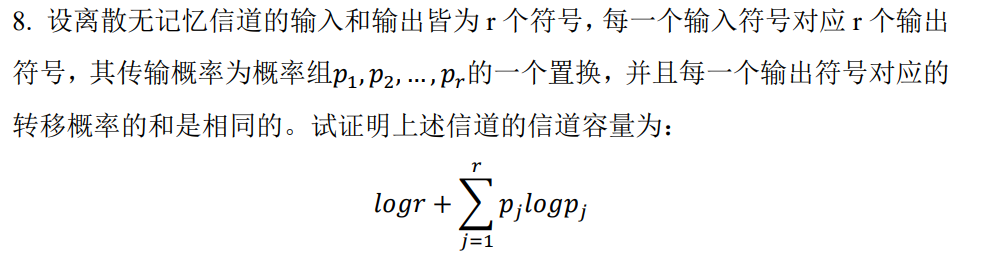 8. 设离散无记忆信道的输入和输出皆为 r 个符号，每一个输入符号对应 r 个输出
符号，其传输概率为概率组p₁, p₂, …, pᵣ的一个置换，并且每一个输出符号对应的
转移概率的和是相同的。试证明上述信道的信道容量为：
logr + ∑_{j=1}^{r} pⱼlogpⱼ